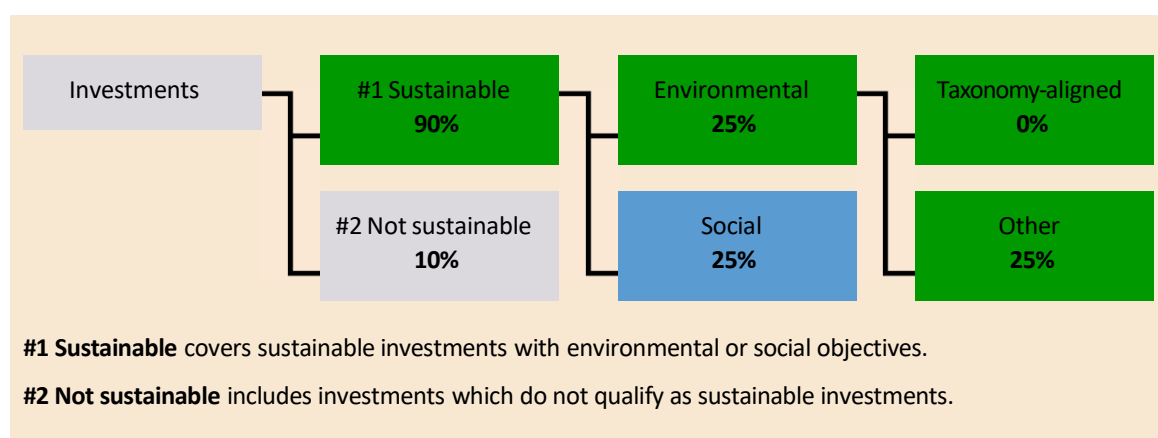 Investments
#1 Sustainable
90%
Environmental
25%
Taxonomy-aligned
0%
#2 Not sustainable
10%
Social
25%
Other
25%
#1 Sustainable covers sustainable investments with environmental or social objectives.
#2 Not sustainable includes investments which do not qualify as sustainable investments.